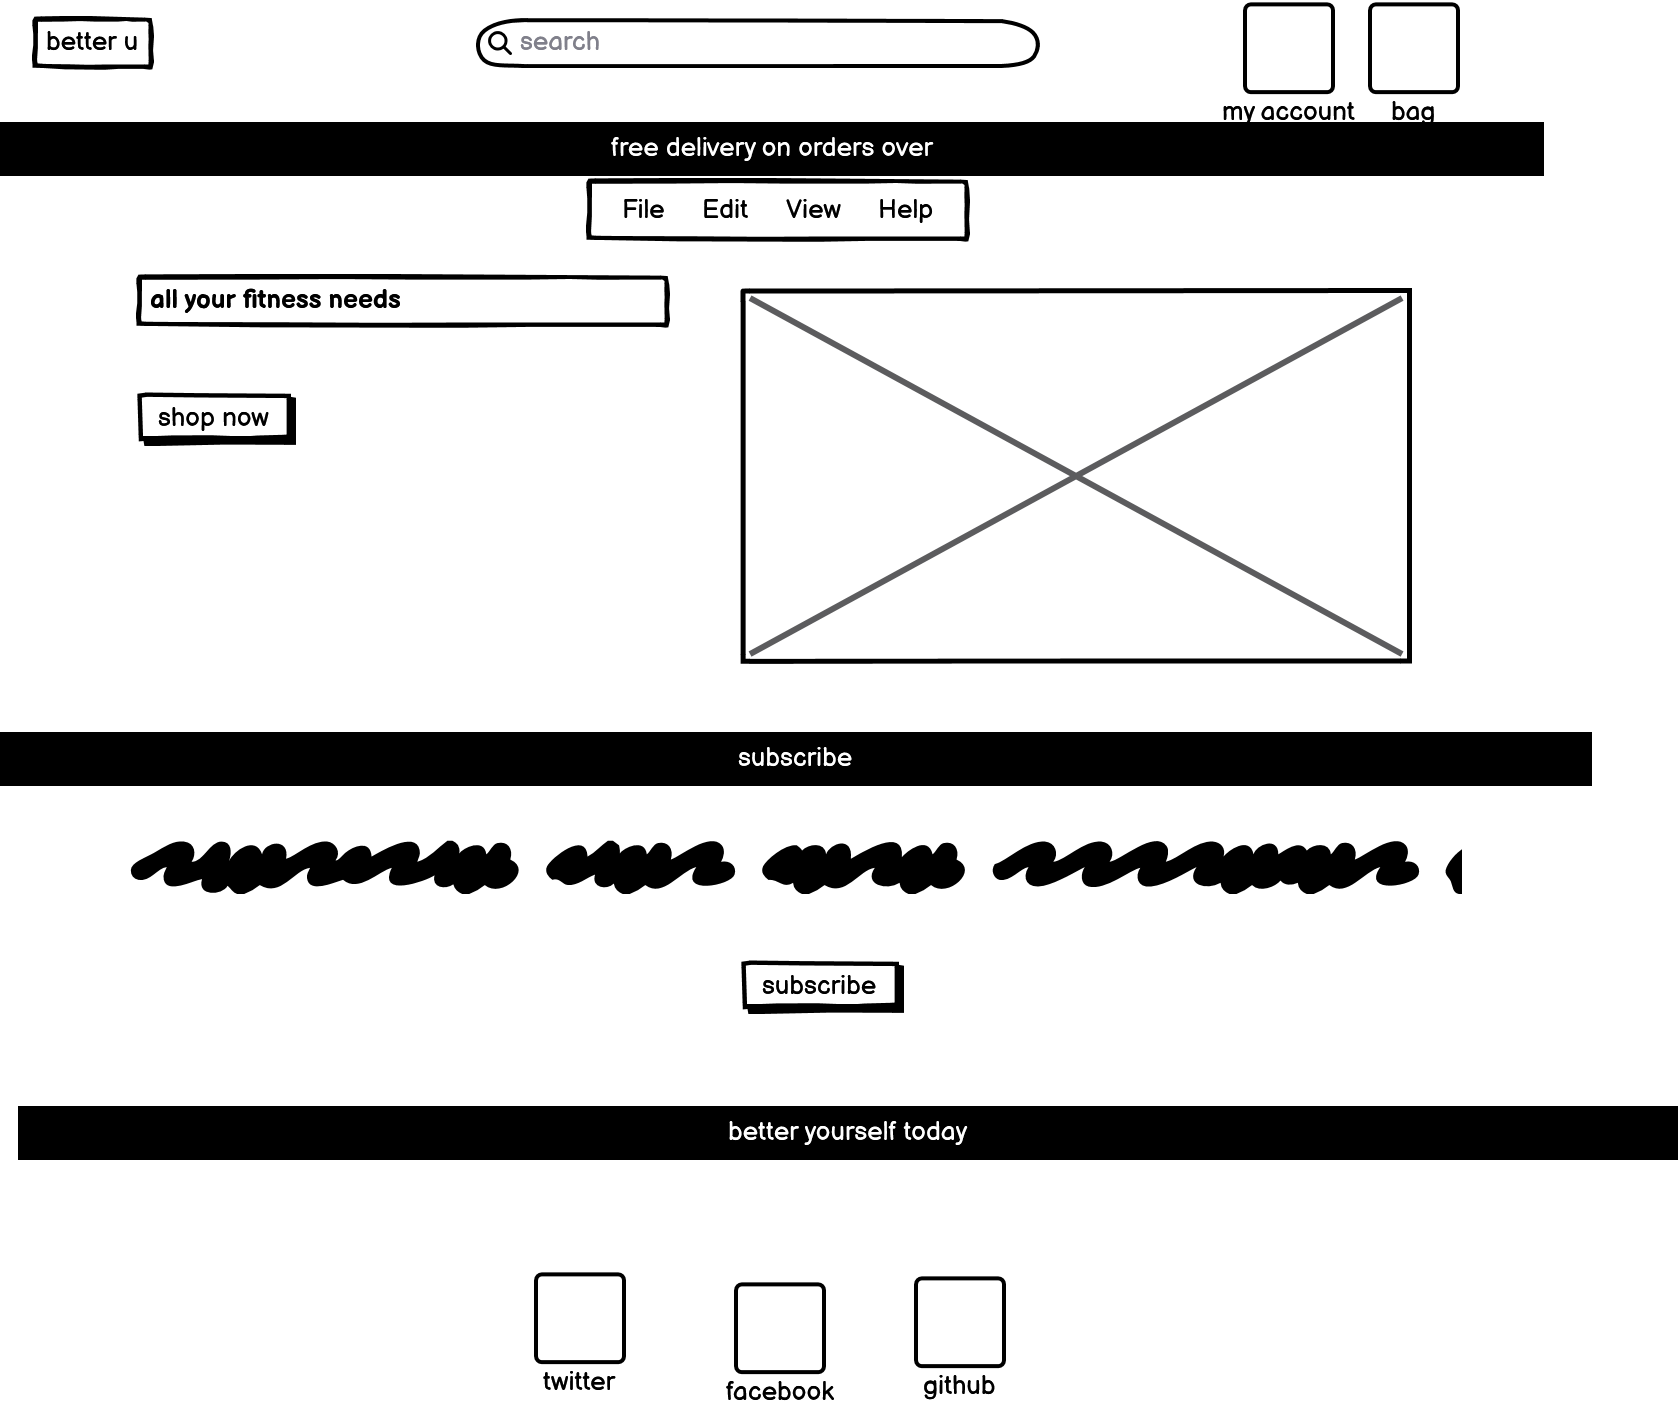 better u
search
my account
bag
free delivery on orders over
File Edit View Help
all your fitness needs
shop now
subscribe
subscribe
better yourself today
twitter
facebook
github